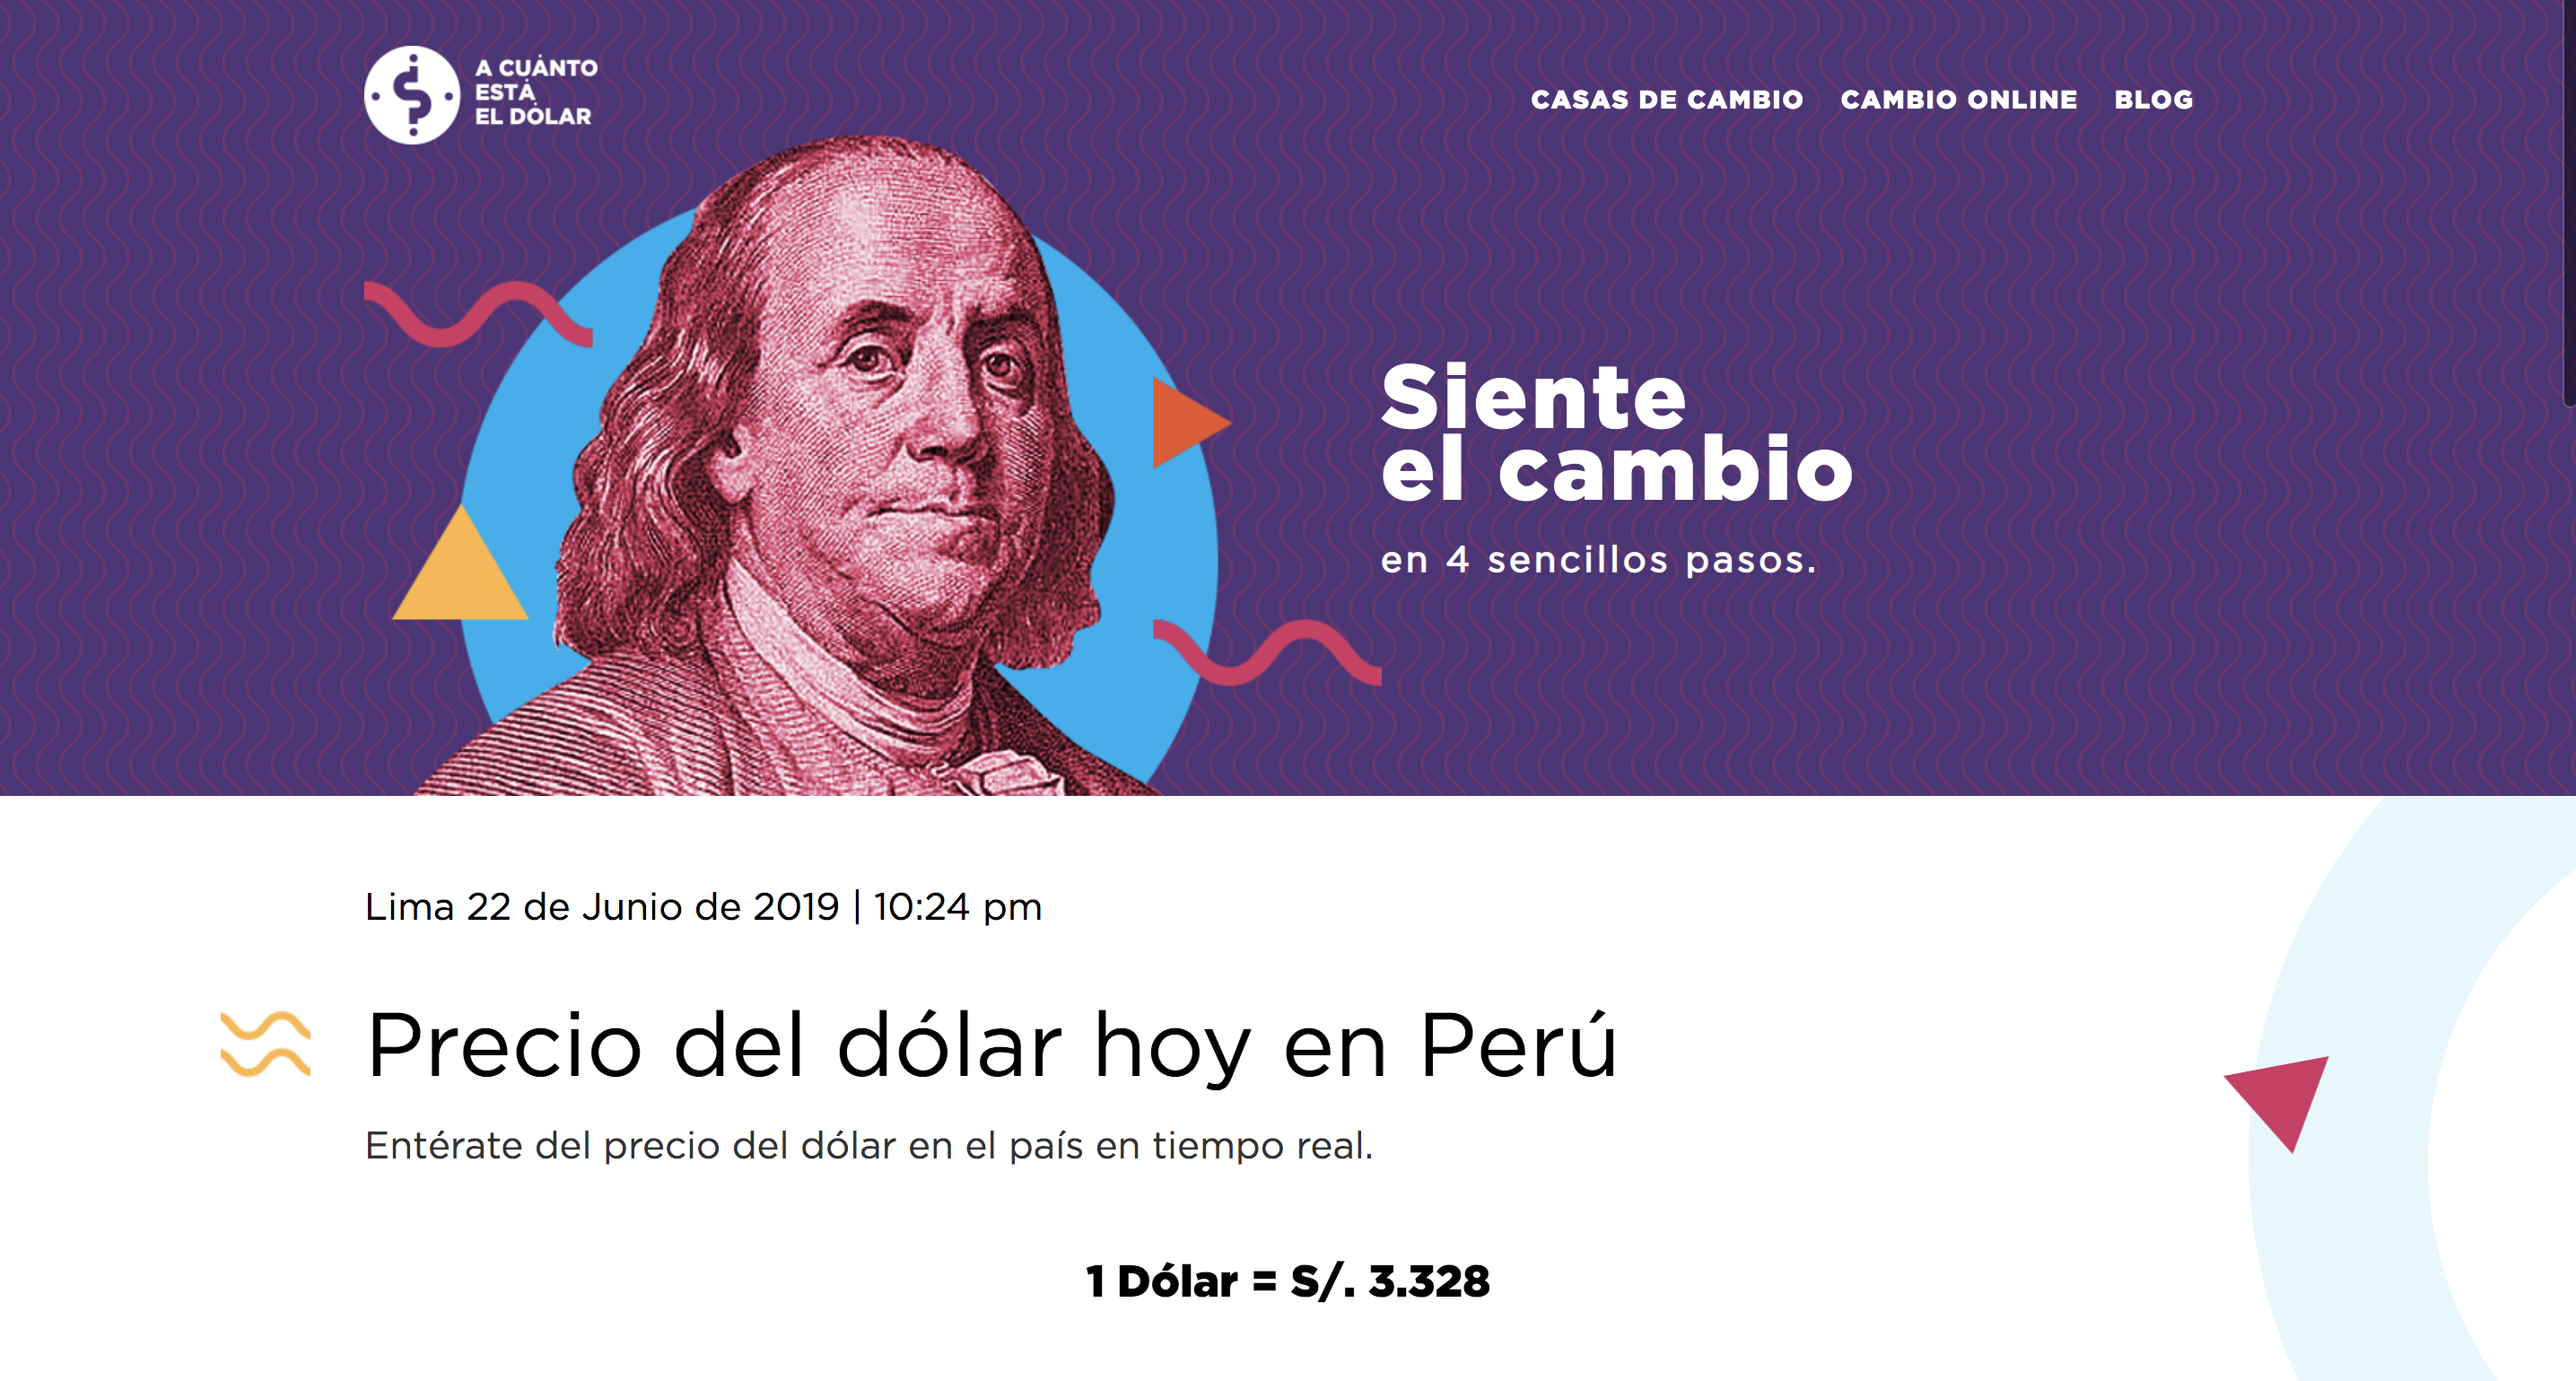 A CUÁNTO
ESTÁ
EL DÓLAR
CASAS DE CAMBIO CAMBIO ONLINE BLOG
Siente
el cambio
en 4 sencillos pasos.
Lima 22 de Junio de 2019 | 10:24 pm
Precio del dólar hoy en Perú
Entérate del precio del dólar en el país en tiempo real.
1 Dólar = S/. 3.328